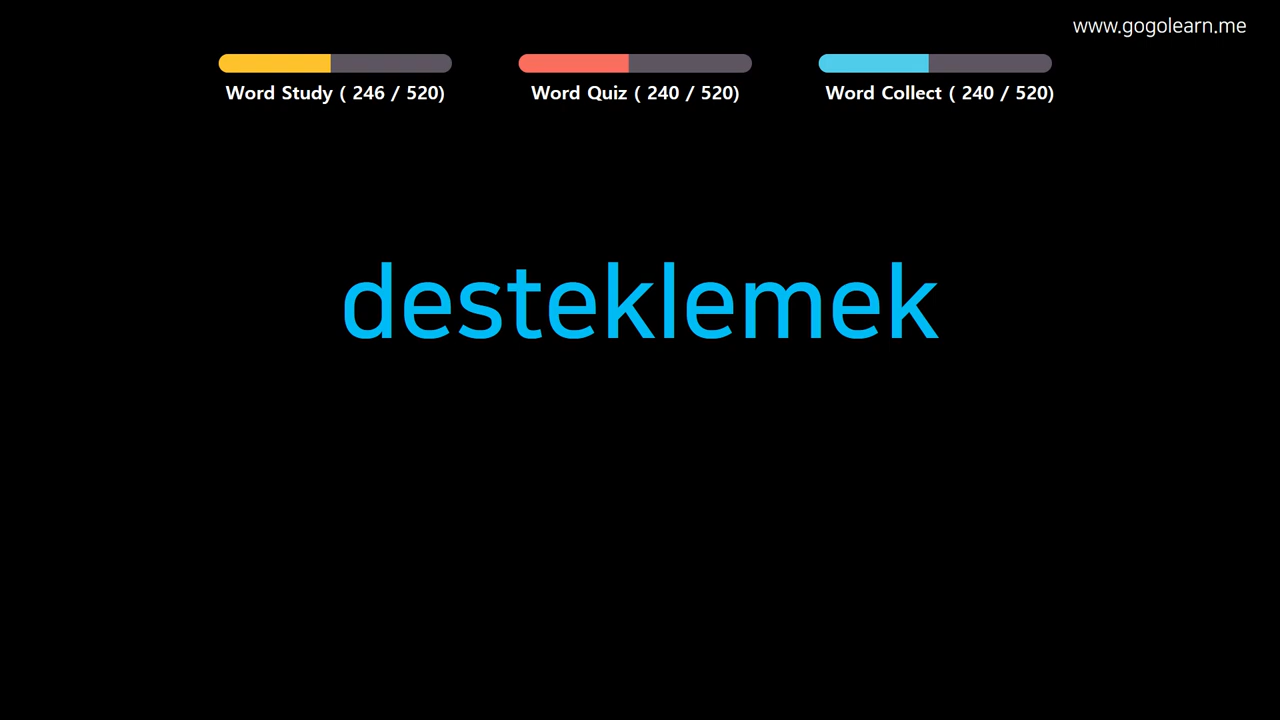 www.gogolearn.me
Word Study ( 246 / 520)
Word Quiz ( 240 / 520)
Word Collect ( 240 / 520)
desteklemek